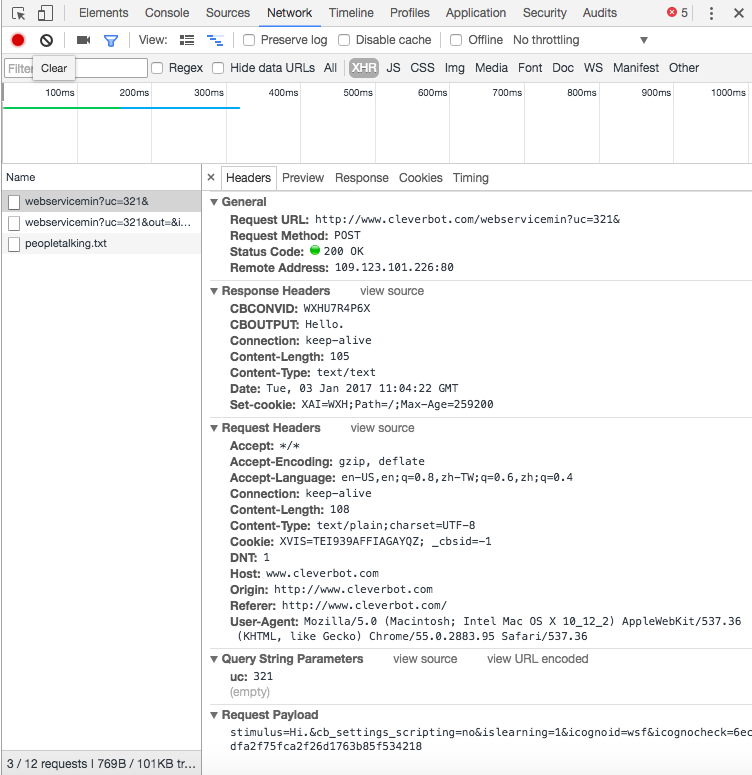 Elements Console Sources Network Timeline Profiles Application Security Audits 5
View: Preserve log Disable cache Offline No throttling
Filter Clear Regex Hide data URLs All XHR JS CSS Img Media Font Doc WS Manifest Other
100ms 200ms 300ms 400ms 500ms 600ms 700ms 800ms 900ms 1000ms
Name
webservicemin?uc=321&
webservicemin?uc=321&out=&i...
peopletalking.txt
× Headers Preview Response Cookies Timing
General
Request URL: http://www.cleverbot.com/webservicemin?uc=321&
Request Method: POST
Status Code: 200 OK
Remote Address: 109.123.101.226:80
Response Headers view source
CBCONVID: WXHU7R4P6X
CBOUTPUT: Hello.
Connection: keep-alive
Content-Length: 105
Content-Type: text/text
Date: Tue, 03 Jan 2017 11:04:22 GMT
Set-cookie: XAI=WXH;Path=/;Max-Age=259200
Request Headers view source
Accept: */*
Accept-Encoding: gzip, deflate
Accept-Language: en-US,en;q=0.8,zh-TW;q=0.6,zh;q=0.4
Connection: keep-alive
Content-Length: 108
Content-Type: text/plain;charset=UTF-8
Cookie: XVIS=TEI939AFFIAGAYQZ; _cbsid=-1
DNT: 1
Host: www.cleverbot.com
Origin: http://www.cleverbot.com
Referer: http://www.cleverbot.com/
User-Agent: Mozilla/5.0 (Macintosh; Intel Mac OS X 10_12_2) AppleWebKit/537.36
(KHTML, like Gecko) Chrome/55.0.2883.95 Safari/537.36
Query String Parameters view source view URL encoded
uc: 321
(empty)
Request Payload
stimulus=Hi.&cb_settings_scripting=no&islearning=1&icognoid=wsf&icognocheck=6ec
dfa2f75fca2f26d1763b85f534218
3 / 12 requests | 769B / 101KB tr...